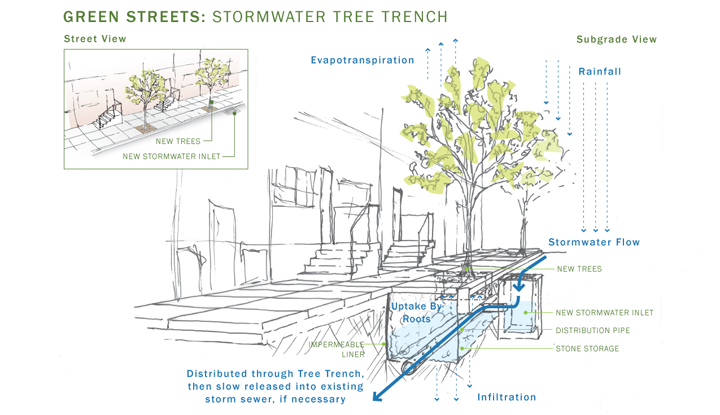 GREEN STREETS: STORMWATER TREE TRENCH
Street View
Subgrade View
NEW TREES
NEW STORMWATER INLET
Evapotranspiration
Rainfall
Stormwater Flow
NEW TREES
Uptake By
Roots
NEW STORMWATER INLET
DISTRIBUTION PIPE
IMPERMEABLE
LINER
STONE STORAGE
Distributed through Tree Trench,
then slow released into existing
storm sewer, if necessary
Infiltration